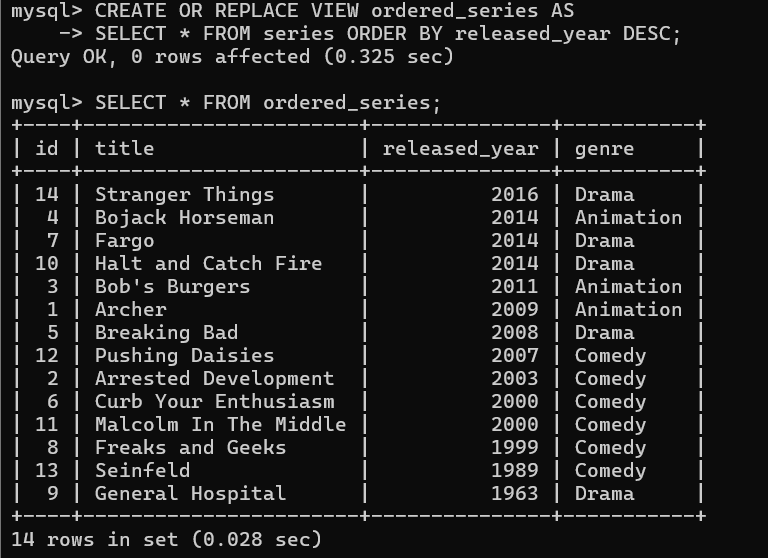 mysql> CREATE OR REPLACE VIEW ordered_series AS
    -> SELECT * FROM series ORDER BY released_year DESC;
Query OK, 0 rows affected (0.325 sec)

mysql> SELECT * FROM ordered_series;
+----+----------------------+---------------+-----------+
| id | title                | released_year | genre     |
+----+----------------------+---------------+-----------+
| 14 | Stranger Things      |          2016 | Drama     |
|  4 | Bojack Horseman      |          2014 | Animation |
|  7 | Fargo                |          2014 | Drama     |
| 10 | Halt and Catch Fire  |          2014 | Drama     |
|  3 | Bob's Burgers        |          2011 | Animation |
|  1 | Archer               |          2009 | Animation |
|  5 | Breaking Bad         |          2008 | Drama     |
| 12 | Pushing Daisies      |          2007 | Comedy    |
|  2 | Arrested Development |          2003 | Comedy    |
|  6 | Curb Your Enthusiasm |          2000 | Comedy    |
| 11 | Malcolm In The Middle |          2000 | Comedy    |
|  8 | Freaks and Geeks     |          1999 | Comedy    |
| 13 | Seinfeld             |          1989 | Comedy    |
|  9 | General Hospital     |          1963 | Drama     |
+----+----------------------+---------------+-----------+
14 rows in set (0.028 sec)